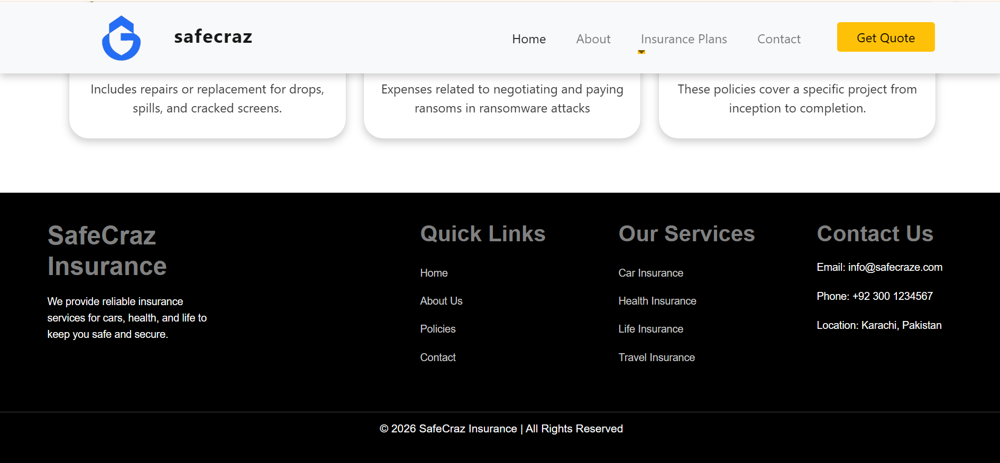 safecraz
Home
About
Insurance Plans
Contact
Get Quote
Includes repairs or replacement for drops,
spills, and cracked screens.
Expenses related to negotiating and paying
ransoms in ransomware attacks
These policies cover a specific project from
inception to completion.
SafeCraz
Insurance
We provide reliable insurance
services for cars, health, and life to
keep you safe and secure.
Quick Links
Home
About Us
Policies
Contact
Our Services
Car Insurance
Health Insurance
Life Insurance
Travel Insurance
Contact Us
Email: info@safecraze.com
Phone: +92 300 1234567
Location: Karachi, Pakistan
© 2026 SafeCraz Insurance | All Rights Reserved